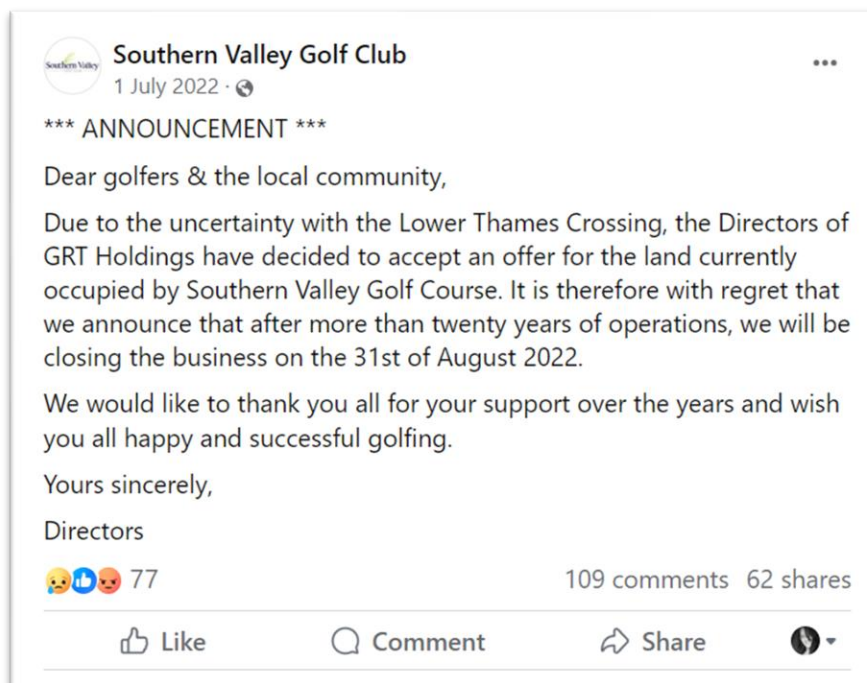 Southern Valley
Southern Valley Golf Club
1 July 2022 ·
*** ANNOUNCEMENT ***
Dear golfers & the local community,
Due to the uncertainty with the Lower Thames Crossing, the Directors of
GRT Holdings have decided to accept an offer for the land currently
occupied by Southern Valley Golf Course. It is therefore with regret that
we announce that after more than twenty years of operations, we will be
closing the business on the 31st of August 2022.
We would like to thank you all for your support over the years and wish
you all happy and successful golfing.
Yours sincerely,
Directors
77 109 comments 62 shares
Like Comment Share